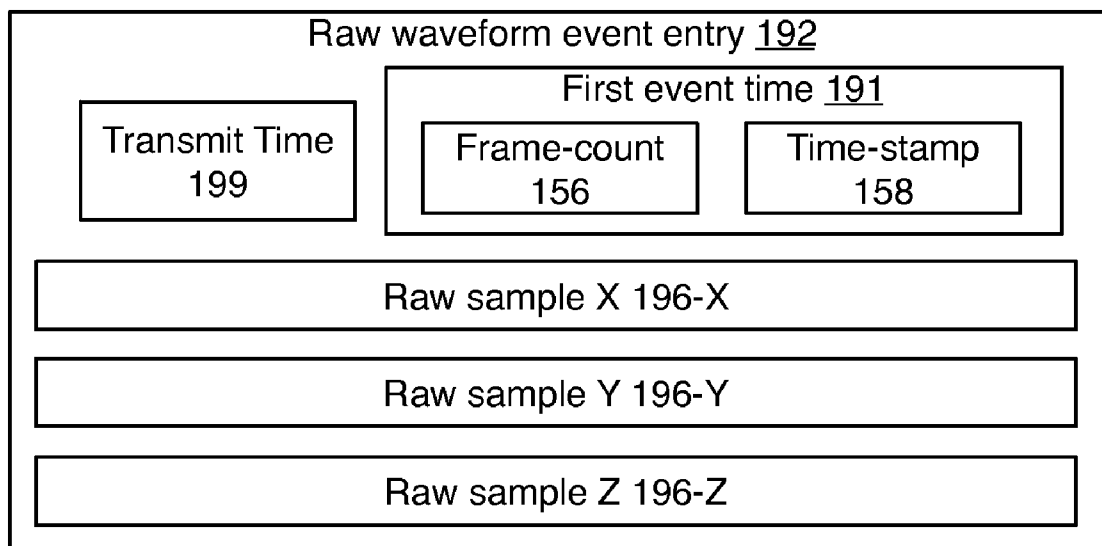 Raw waveform event entry 192
First event time 191
Transmit Time
199
Frame-count
156
Time-stamp
158
Raw sample X 196-X
Raw sample Y 196-Y
Raw sample Z 196-Z